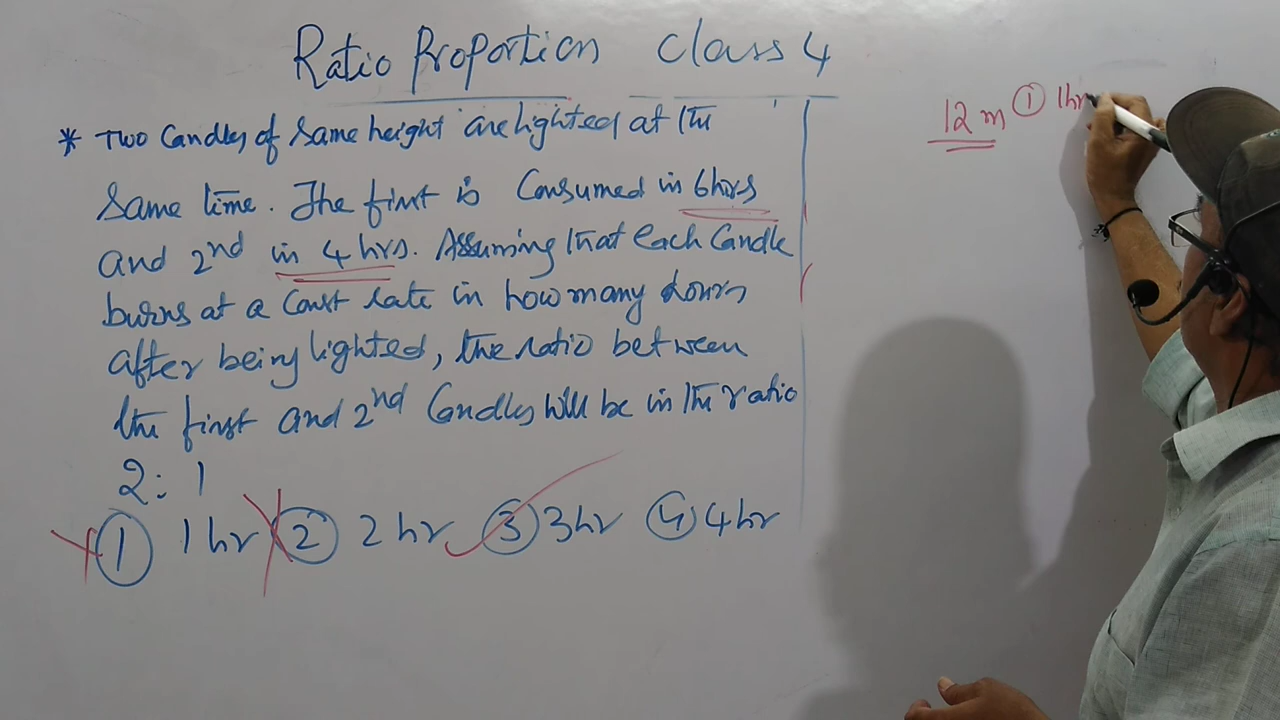 Ratio Proportion Class 4
* Two Candles of Same height are lighted at the
Same time. The first is Consumed in 6hrs
and 2nd in 4 hrs. Assuming that each Candle
burns at a Const rate in how many hours
after being lighted, the ratio between
the first and 2nd Candles will be in the ratio
2:1
① 1hr ② 2hr ③ 3hr ④ 4hr
12 m ① 1hr